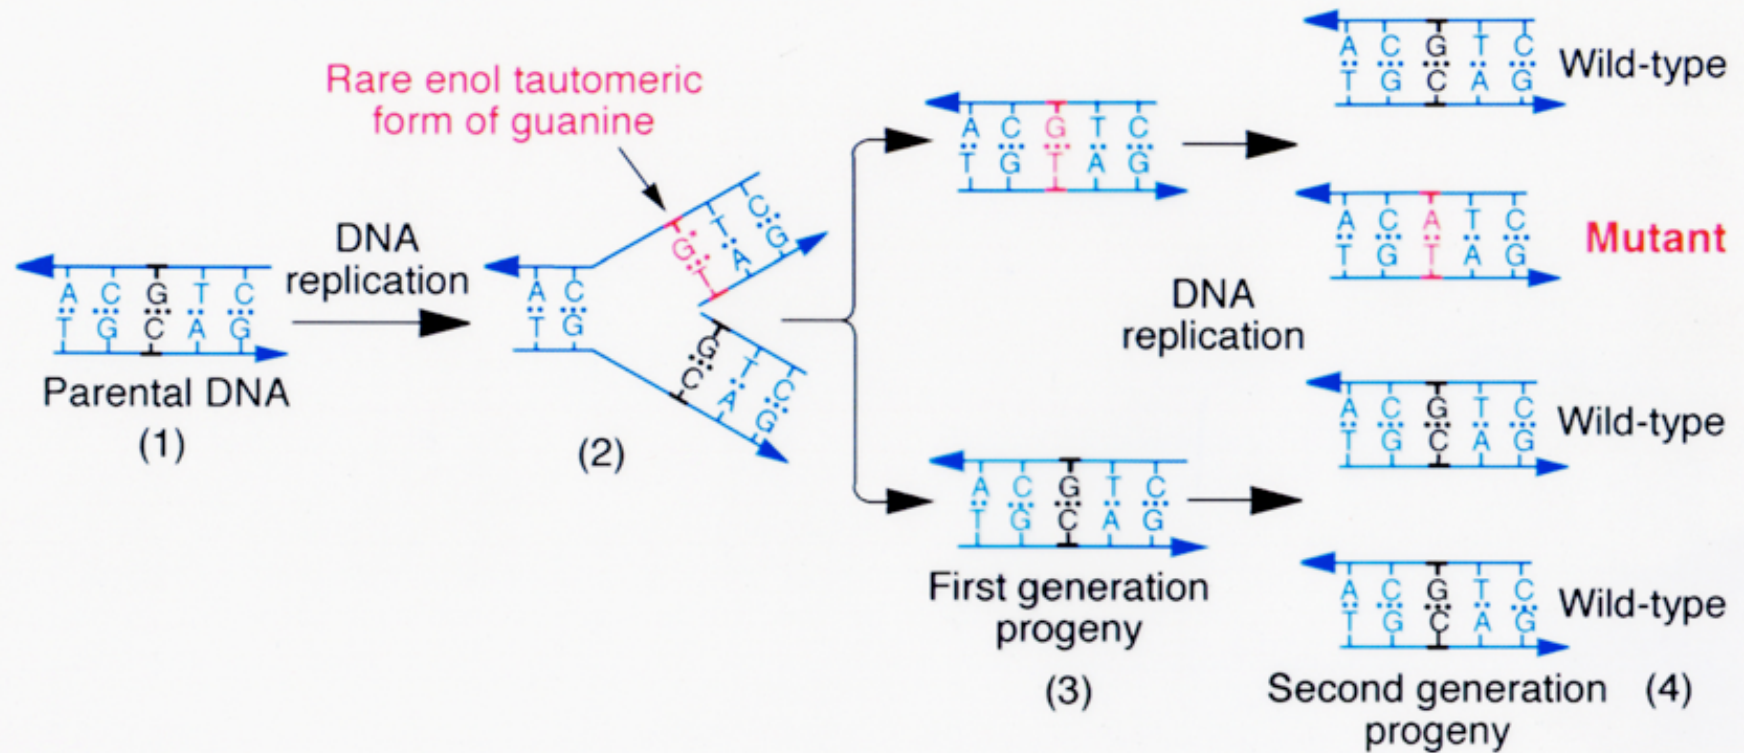 Rare enol tautomeric
form of guanine
DNA
replication
A C G T C
T G C A G
Parental DNA
(1)
A C
T G
G T C
T A G
G T C
C A G
(2)
A C G T C
T G T A G
A C G T C
T G C A G
First generation
progeny
(3)
DNA
replication
A C G T C
T G C A G
Wild-type
A C A T C
T G T A G
Mutant
A C G T C
T G C A G
Wild-type
A C G T C
T G C A G
Wild-type
Second generation
progeny
(4)